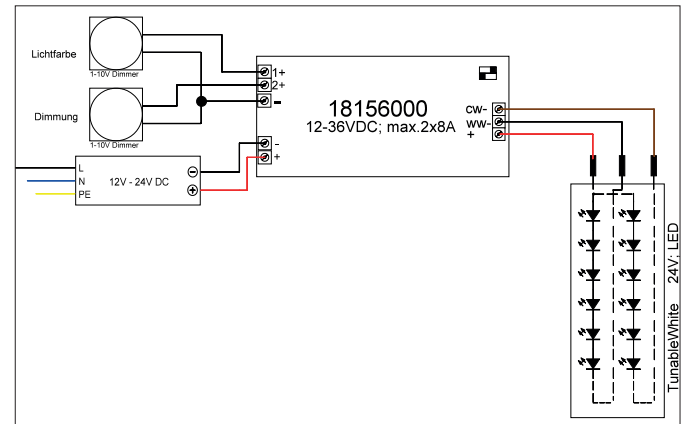 Lichtfarbe
1-10V Dimmer
Dimmung
1-10V Dimmer
1+
2+
-
-
+
18156000
12-36VDC; max.2x8A
CW-
WW-
+
L
N
PE
12V - 24V DC
-
+
TunableWhite 24V; LED